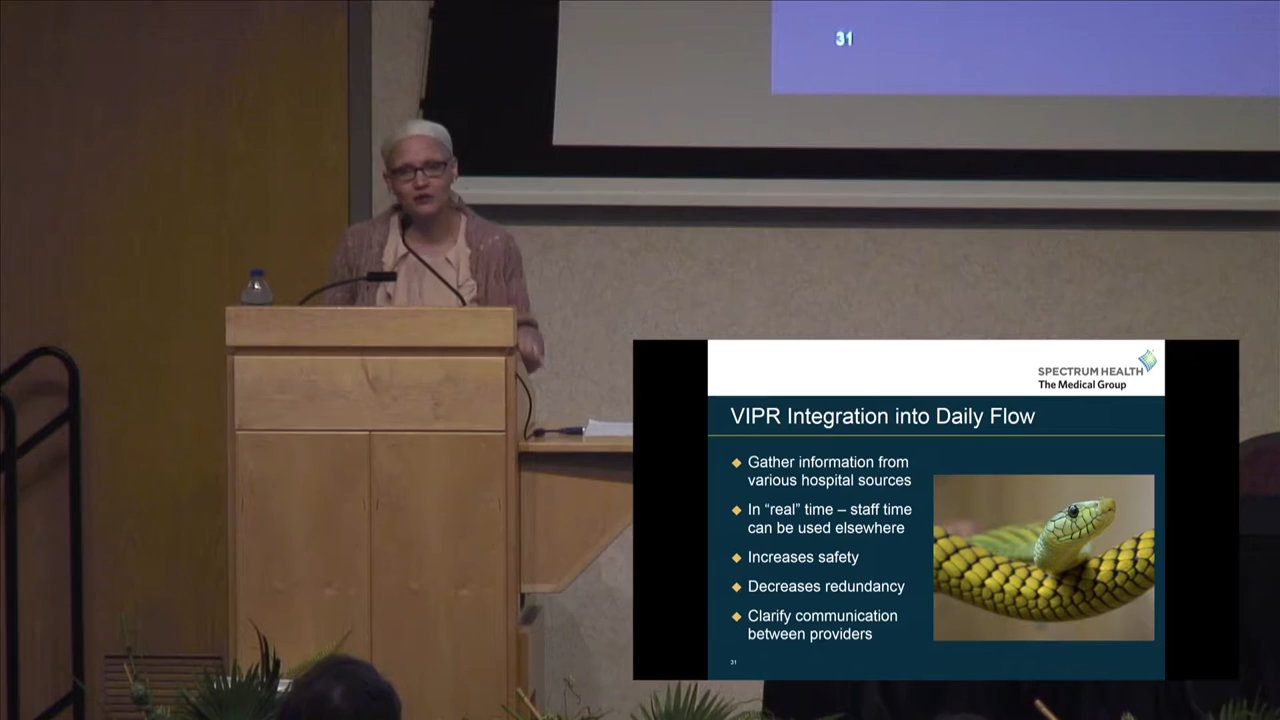 31
SPECTRUM HEALTH
The Medical Group
VIPR Integration into Daily Flow
Gather information from
various hospital sources
In “real” time – staff time
can be used elsewhere
Increases safety
Decreases redundancy
Clarify communication
between providers
31